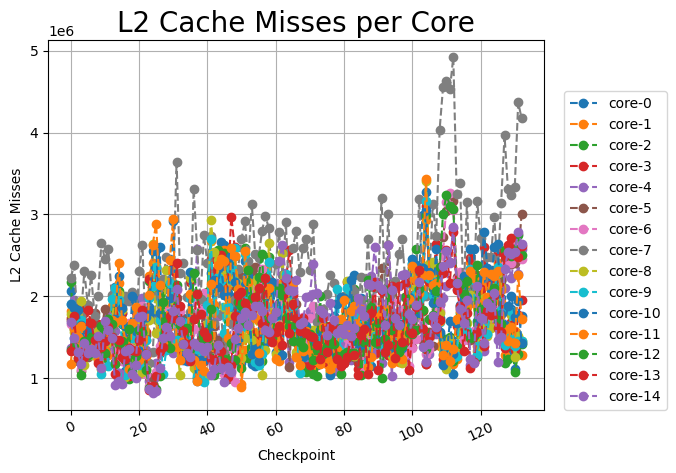 L2 Cache Misses per Core
1e6
5
4
3
2
1
L2 Cache Misses
0
20
40
60
80
100
120
Checkpoint
core-0
core-1
core-2
core-3
core-4
core-5
core-6
core-7
core-8
core-9
core-10
core-11
core-12
core-13
core-14